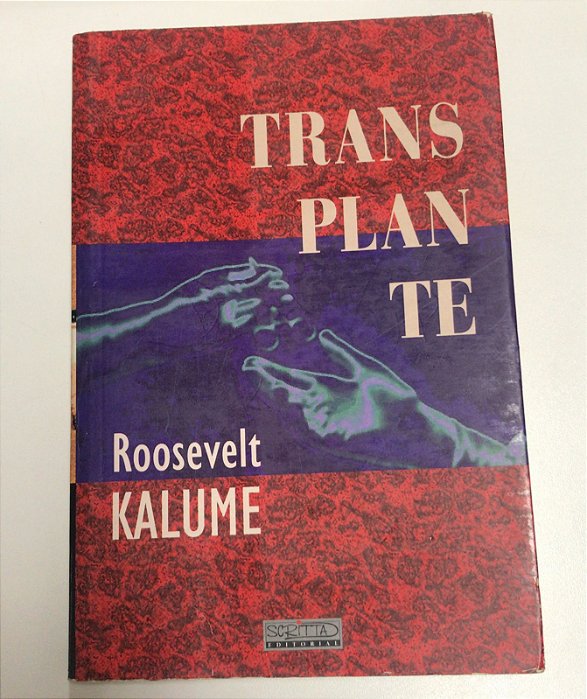 TRANS
PLAN
TE
Roosevelt
KALUME
SCRITTA
EDITORIAL